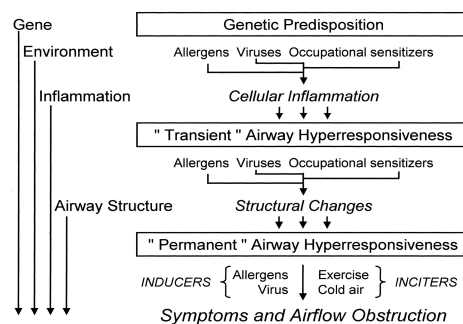 Gene
Environment
Inflammation
Airway Structure
Genetic Predisposition
Allergens Viruses Occupational sensitizers
Cellular Inflammation
" Transient " Airway Hyperresponsiveness
Allergens Viruses Occupational sensitizers
Structural Changes
" Permanent " Airway Hyperresponsiveness
INDUCERS { Allergens Virus
Exercise Cold air } INCITERS
Symptoms and Airflow Obstruction